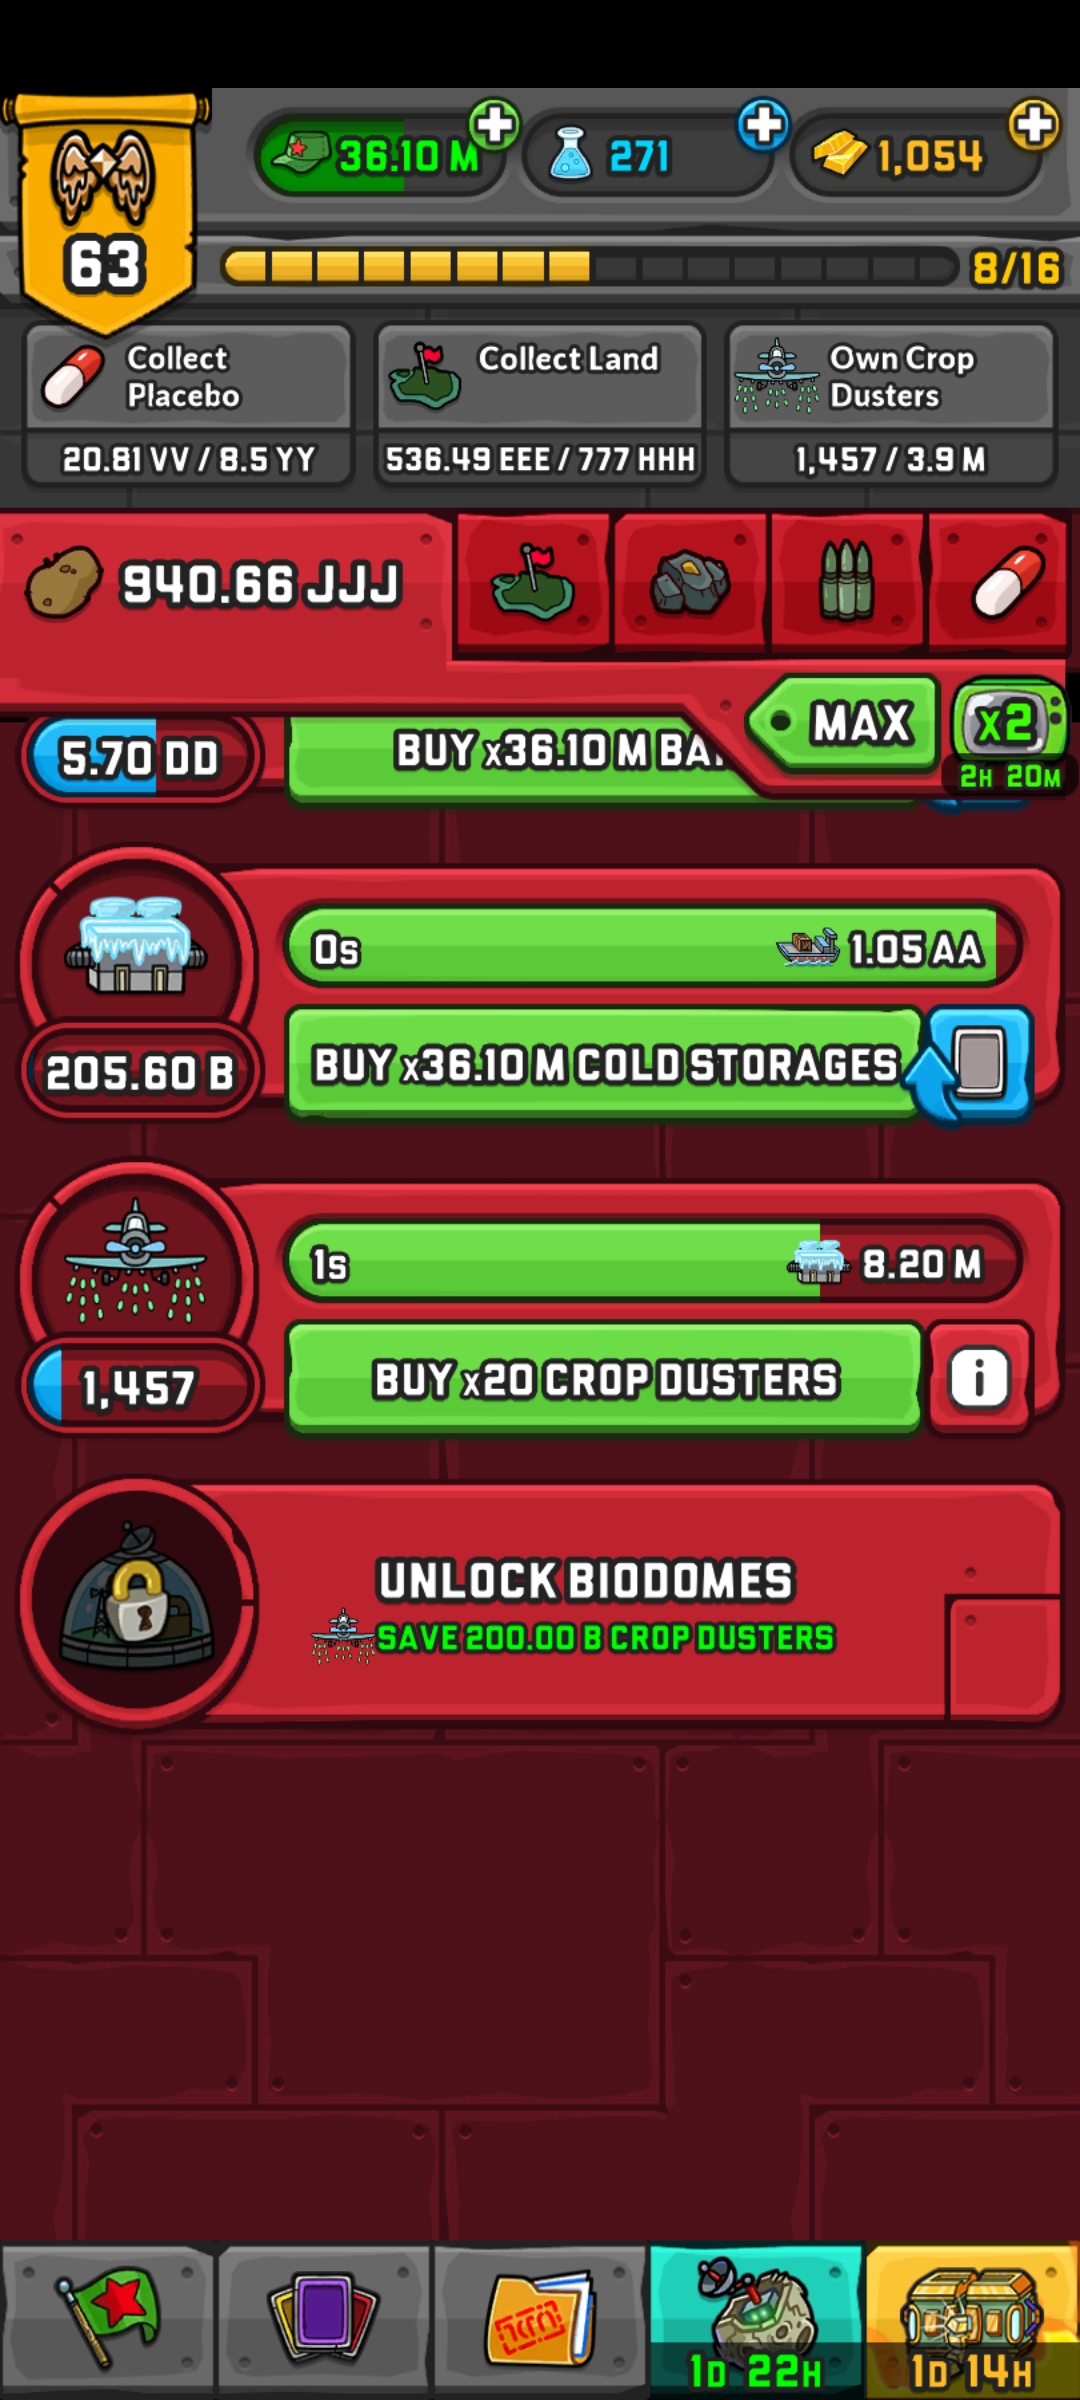 36.10 M
271
1,054
63
8/16
Collect
Placebo
Collect Land
Own Crop
Dusters
20.81 VV / 8.5 YY
536.49 EEE / 777 HHH
1,457 / 3.9 M
940.66 JJJ
MAX
x2
2H 20M
5.70 DD
BUY x36.10 M
0s
1.05 AA
205.60 B
BUY x36.10 M COLD STORAGES
1s
8.20 M
1,457
BUY x20 CROP DUSTERS
i
UNLOCK BIODOMES
SAVE 200.00 B CROP DUSTERS
1D 22H
1D 14H